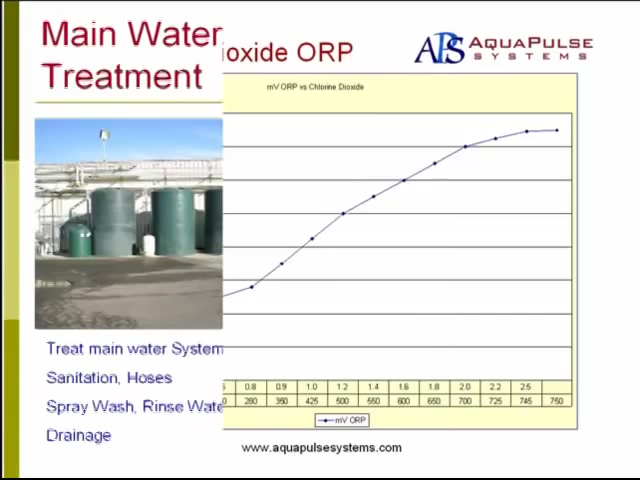 Main Water
Treatment
ioxide ORP
APS AQUAPULSE
SYSTEMS
mV ORP vs Chlorine Dioxide
Treat main water System
Sanitation, Hoses
Spray Wash, Rinse Wate
Drainage
0.8 0.9 1.0 1.2 1.4 1.6 1.8 2.0 2.2 2.5
280 350 425 500 550 600 650 700 725 745 750
mV ORP
www.aquapulsesystems.com